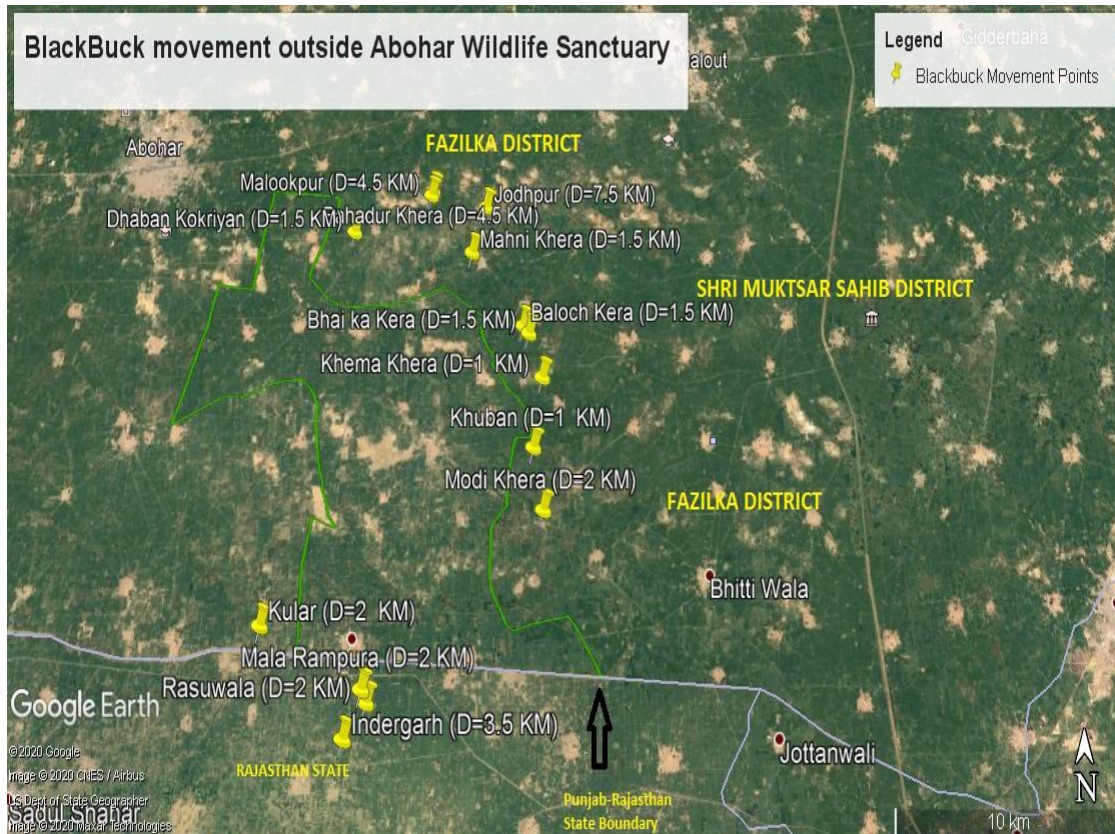 BlackBuck movement outside Abohar Wildlife Sanctuary
Legend
Gidderbaha
Blackbuck Movement Points
Malout
Abohar
FAZILKA DISTRICT
Malookpur (D=4.5 KM)
Jodhpur (D=7.5 KM)
Dhaban Kokriyan (D=1.5 KM)
Khera (D=4.5 KM)
Mahni Khera (D=1.5 KM)
SHRI MUKTSAR SAHIB DISTRICT
Bhai ka Kera (D=1.5 KM)
Baloch Kera (D=1.5 KM)
Khema Khera (D=1 KM)
Khuban (D=1 KM)
Modi Khera (D=2 KM)
FAZILKA DISTRICT
Bhitti Wala
Kular (D=2 KM)
Mala Rampura (D=2 KM)
Rasuwala (D=2 KM)
Google Earth
Indergarh (D=3.5 KM)
Jottanwali
©2020 Google
RAJASTHAN STATE
Image © 2020 CNES / Airbus
US Dept of State Geographer
Punjab-Rajasthan
State Boundary
Sadul Shahar
Image © 2020 Maxar Technologies
10 km
N